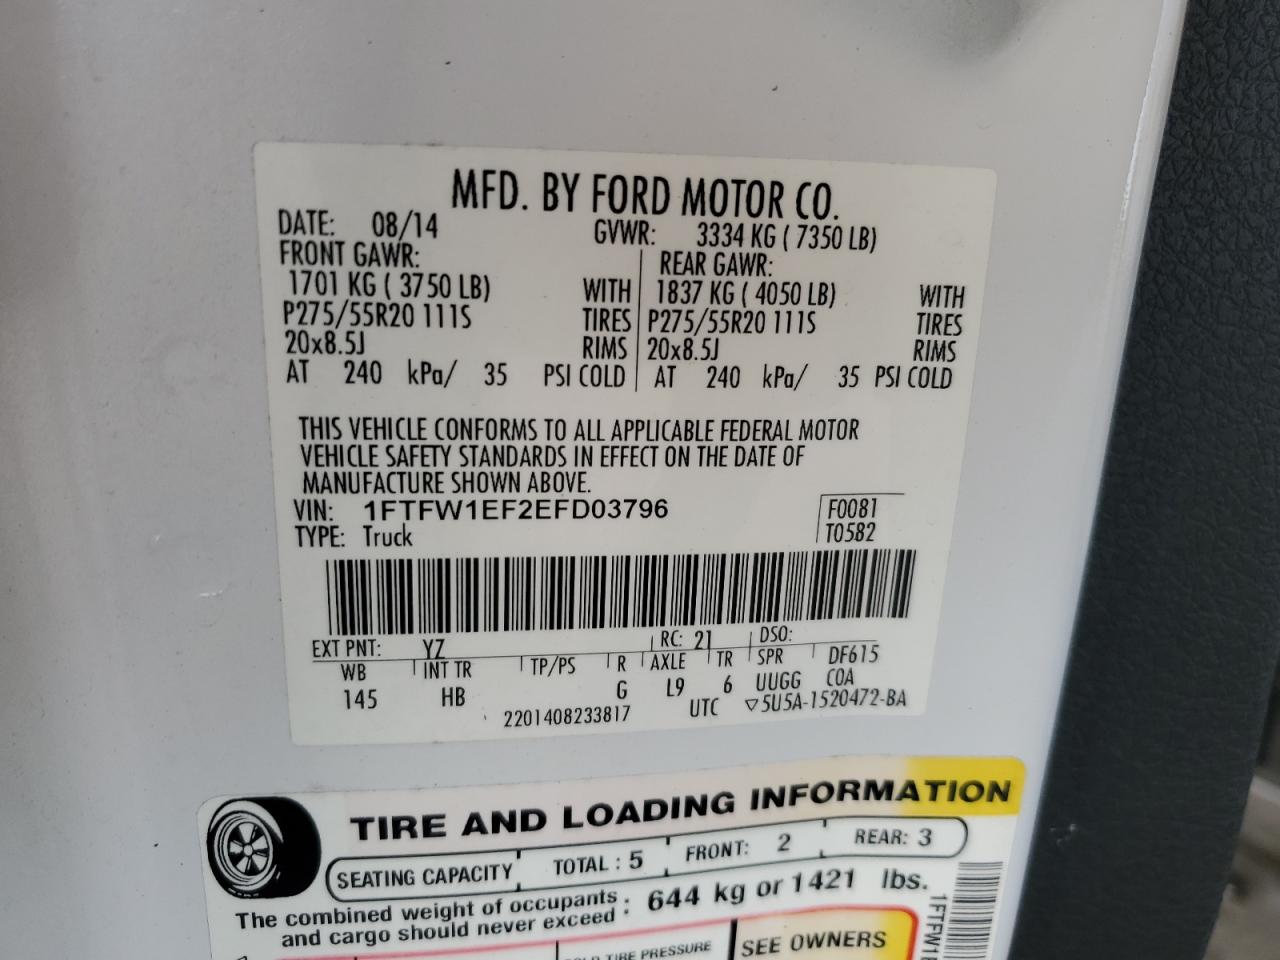 MFD. BY FORD MOTOR CO.
DATE: 08/14 GVWR: 3334 KG ( 7350 LB)
FRONT GAWR: REAR GAWR:
1701 KG ( 3750 LB) WITH 1837 KG ( 4050 LB) WITH
P275/55R20 111S TIRES P275/55R20 111S TIRES
20x8.5J RIMS 20x8.5J RIMS
AT 240 kPa/ 35 PSI COLD AT 240 kPa/ 35 PSI COLD
THIS VEHICLE CONFORMS TO ALL APPLICABLE FEDERAL MOTOR
VEHICLE SAFETY STANDARDS IN EFFECT ON THE DATE OF
MANUFACTURE SHOWN ABOVE.
VIN: 1FTFW1EF2EFD03796 F0081
TYPE: Truck T0582
EXT PNT: YZ RC: 21 DSO:
WB INT TR TP/PS R AXLE TR SPR DF615
145 HB G L9 6 UUGG COA
2201408233817 UTC ▽5U5A-1520472-BA
TIRE AND LOADING INFORMATION
SEATING CAPACITY TOTAL : 5 FRONT: 2 REAR: 3
The combined weight of occupants : 644 kg or 1421 lbs.
and cargo should never exceed
TIRE PRESSURE SEE OWNERS
1FTFW1